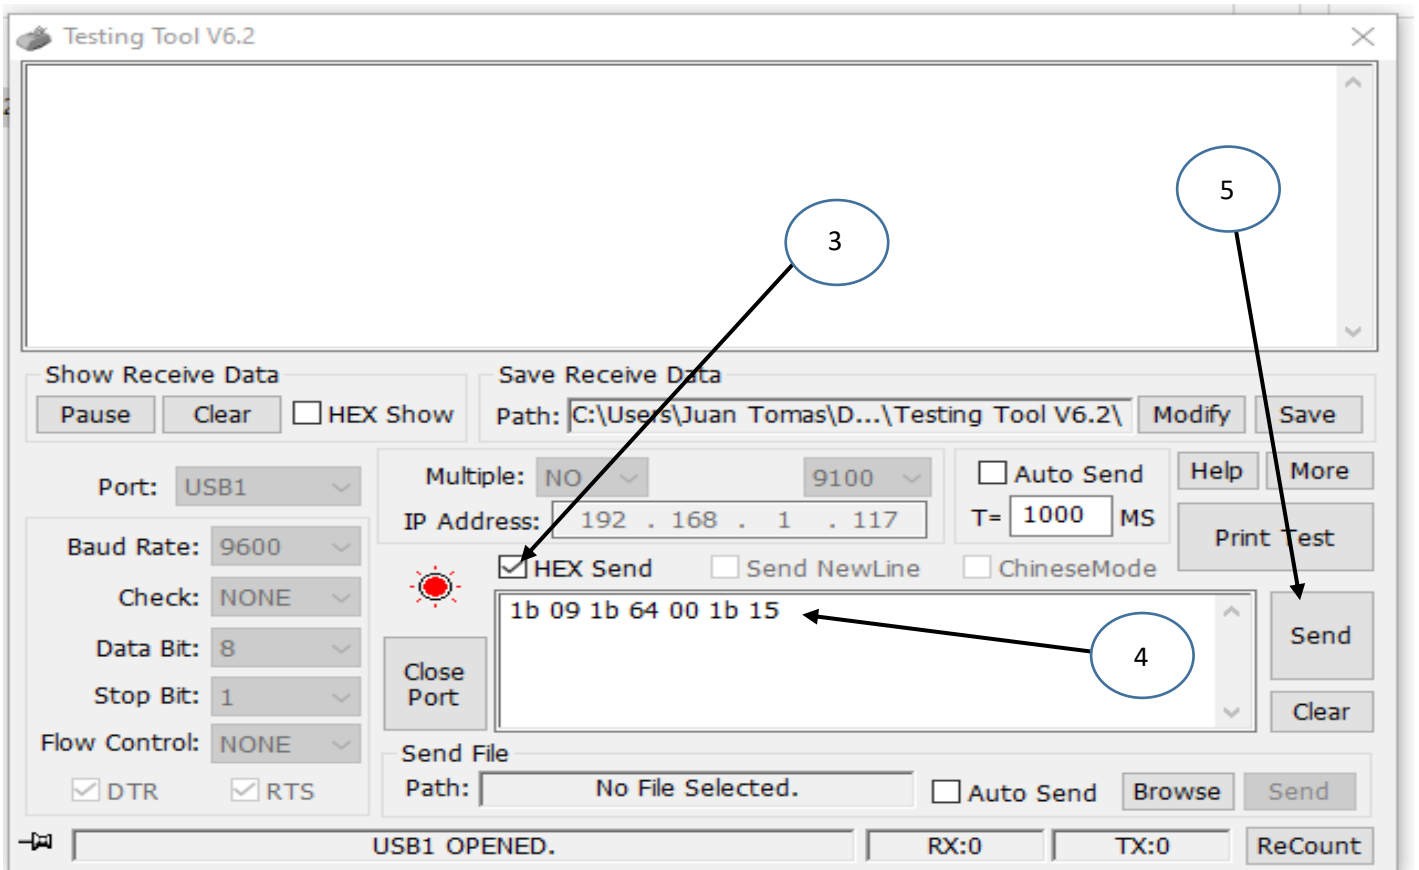 Testing Tool V6.2
5
3
Show Receive Data
Save Receive Data
Pause Clear HEX Show Path: C:\Users\Juan Tomas\D...\Testing Tool V6.2\ Modify Save
Port: USB1 Multiple: NO 9100 Auto Send Help More
IP Address: 192 . 168 . 1 . 117 T= 1000 MS
Baud Rate: 9600 Print Test
HEX Send Send NewLine ChineseMode
Check: NONE
1b 09 1b 64 00 1b 15
Data Bit: 8 Send
4
Close
Port
Stop Bit: 1 Clear
Flow Control: NONE
Send File
DTR RTS Path: No File Selected. Auto Send Browse Send
USB1 OPENED. RX:0 TX:0 ReCount